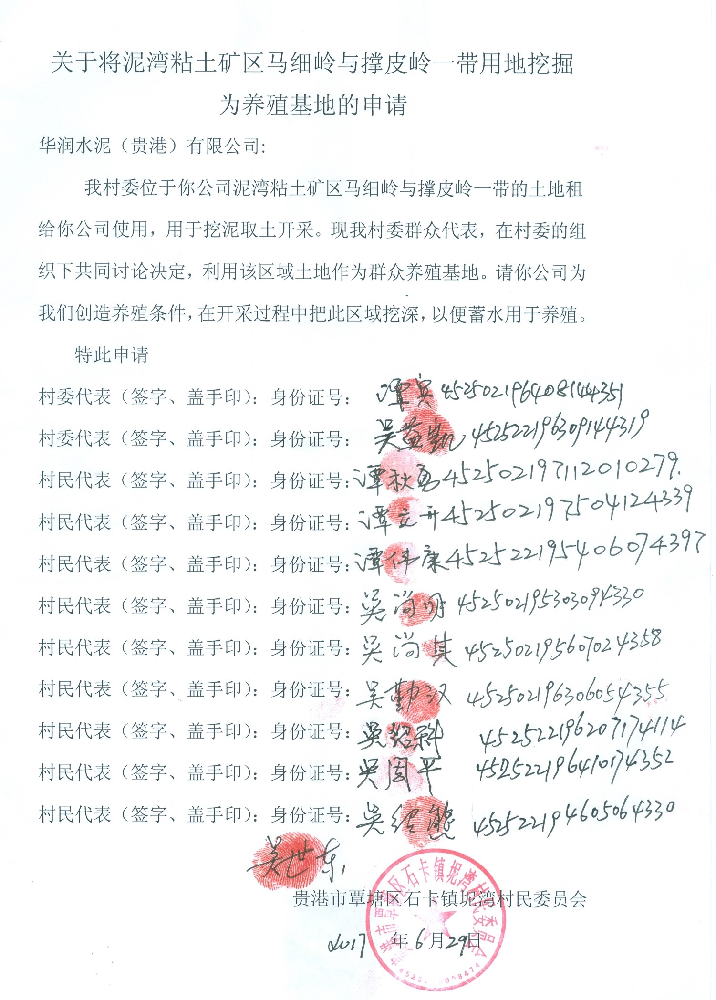 关于将泥湾粘土矿区马细岭与撑皮岭一带用地挖掘
为养殖基地的申请
华润水泥（贵港）有限公司:
我村委位于你公司泥湾粘土矿区马细岭与撑皮岭一带的土地租
给你公司使用，用于挖泥取土开采。现我村委群众代表，在村委的组
织下共同讨论决定，利用该区域土地作为群众养殖基地。请你公司为
我们创造养殖条件，在开采过程中把此区域挖深，以便蓄水用于养殖。
特此申请
村委代表（签字、盖手印）：身份证号： 谭宾 452502196408144351
村委代表（签字、盖手印）：身份证号： 吴益凯 452522196309144319
村民代表（签字、盖手印）：身份证号：谭秋勇 452502197112010279.
村民代表（签字、盖手印）：身份证号：谭立升 452502197504124339
村民代表（签字、盖手印）：身份证号：谭伟康 452522195406074397
村民代表（签字、盖手印）：身份证号：吴尚明 452502195303094330
村民代表（签字、盖手印）：身份证号：吴尚其 452502195607024358
村民代表（签字、盖手印）：身份证号：吴勤汉 452502196306054355
村民代表（签字、盖手印）：身份证号：吴绍科 452522196207174114
村民代表（签字、盖手印）：身份证号：吴周平 452522196410174352
村民代表（签字、盖手印）：身份证号：吴绍熊 452522194605064330
吴世东
贵港市覃塘区石卡镇坭湾村民委员会
2017 年 6 月 29 日
贵港市覃塘区石卡镇坭湾村民委员会